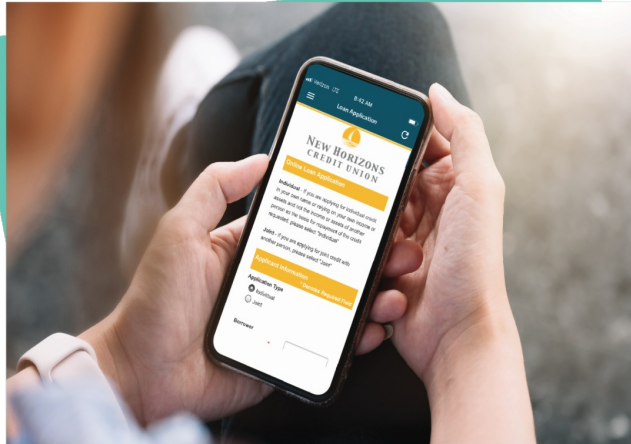 Verizon LTE 8:42 AM
Loan Application
NEW HORIZONS
CREDIT UNION
Online Loan Application
Individual - If you are applying for individual credit
in your own name or relying on your own income or
assets and not the income or assets of another
person as the basis for repayment of the credit
requested, please select "Individual"
Joint - If you are applying for joint credit with
another person, please select "Joint"
Applicant Information
* Denotes Required Field
Application Type
Individual
Joint
Borrower
*